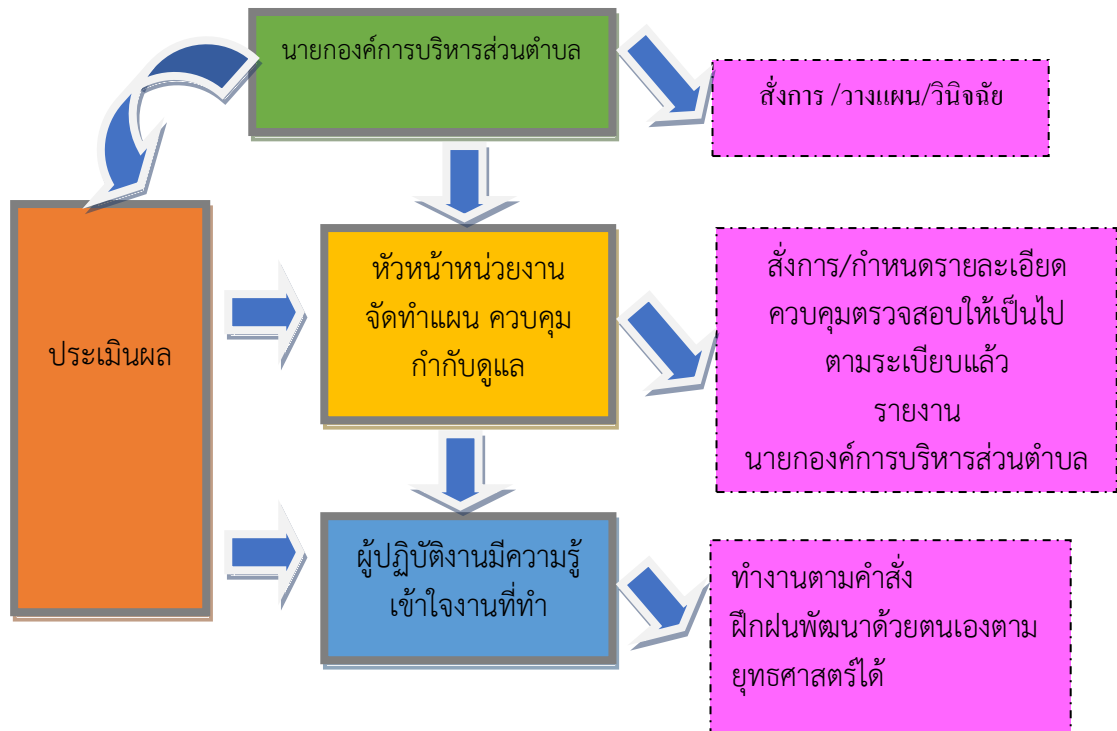 นายกองค์การบริหารส่วนตำบล
สั่งการ /วางแผน/วินิจฉัย
หัวหน้าหน่วยงาน
จัดทำแผน ควบคุม
กำกับดูแล
สั่งการ/กำหนดรายละเอียด
ควบคุมตรวจสอบให้เป็นไป
ตามระเบียบแล้ว
รายงาน
นายกองค์การบริหารส่วนตำบล
ประเมินผล
ผู้ปฏิบัติงานมีความรู้
เข้าใจงานที่ทำ
ทำงานตามคำสั่ง
ฝึกฝนพัฒนาด้วยตนเองตาม
ยุทธศาสตร์ได้